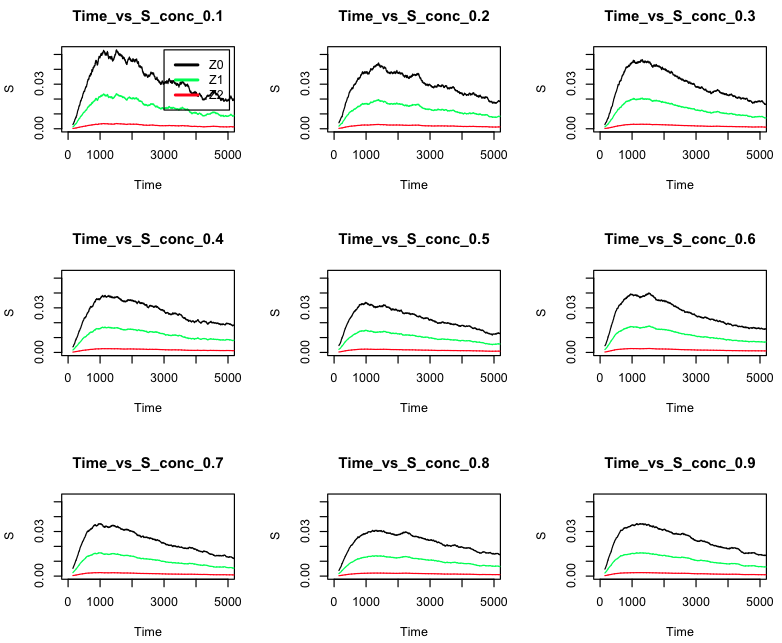 Time_vs_S_conc_0.1
S
0.03
0.00
Z0
Z1
Z2
0 1000 3000 5000
Time
Time_vs_S_conc_0.2
S
0.03
0.00
0 1000 3000 5000
Time
Time_vs_S_conc_0.3
S
0.03
0.00
0 1000 3000 5000
Time
Time_vs_S_conc_0.4
S
0.03
0.00
0 1000 3000 5000
Time
Time_vs_S_conc_0.5
S
0.03
0.00
0 1000 3000 5000
Time
Time_vs_S_conc_0.6
S
0.03
0.00
0 1000 3000 5000
Time
Time_vs_S_conc_0.7
S
0.03
0.00
0 1000 3000 5000
Time
Time_vs_S_conc_0.8
S
0.03
0.00
0 1000 3000 5000
Time
Time_vs_S_conc_0.9
S
0.03
0.00
0 1000 3000 5000
Time